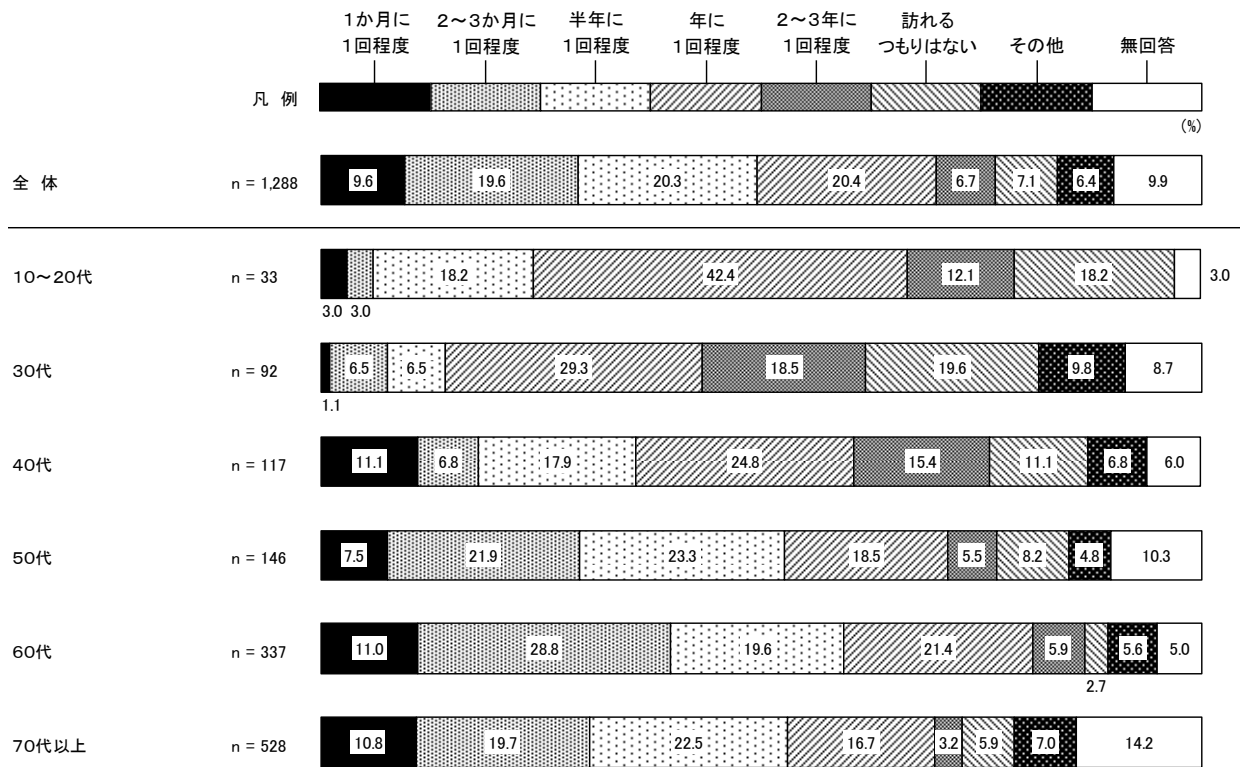 1か月に 2～3か月に 半年に 年に 2～3年に 訪れる
1回程度 1回程度 1回程度 1回程度 1回程度 つもりはない その他 無回答
凡 例
(%)
全 体 n = 1,288 9.6 19.6 20.3 20.4 6.7 7.1 6.4 9.9
10～20代 n = 33 18.2 42.4 12.1 18.2 3.0
3.0 3.0
30代 n = 92 6.5 6.5 29.3 18.5 19.6 9.8 8.7
1.1
40代 n = 117 11.1 6.8 17.9 24.8 15.4 11.1 6.8 6.0
50代 n = 146 7.5 21.9 23.3 18.5 5.5 8.2 4.8 10.3
60代 n = 337 11.0 28.8 19.6 21.4 5.9 5.6 5.0
2.7
70代以上 n = 528 10.8 19.7 22.5 16.7 3.2 5.9 7.0 14.2